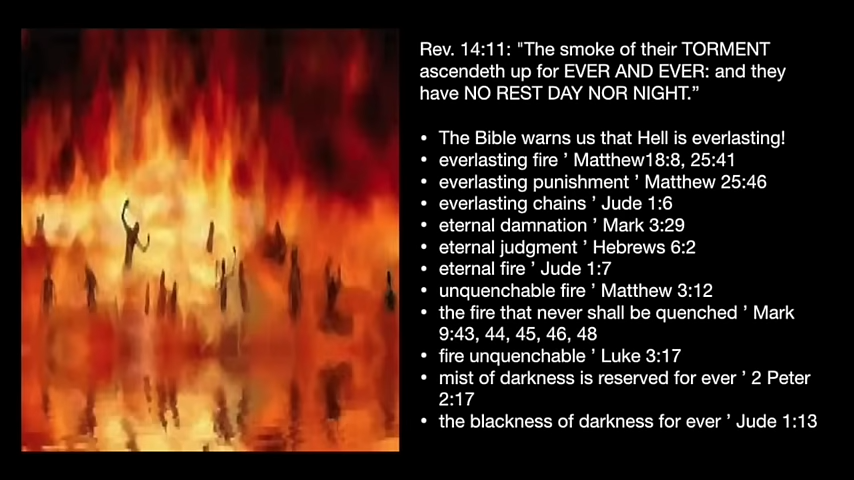 Rev. 14:11: "The smoke of their TORMENT
ascendeth up for EVER AND EVER: and they
have NO REST DAY NOR NIGHT.”
• The Bible warns us that Hell is everlasting!
• everlasting fire ’ Matthew18:8, 25:41
• everlasting punishment ’ Matthew 25:46
• everlasting chains ’ Jude 1:6
• eternal damnation ’ Mark 3:29
• eternal judgment ’ Hebrews 6:2
• eternal fire ’ Jude 1:7
• unquenchable fire ’ Matthew 3:12
• the fire that never shall be quenched ’ Mark
9:43, 44, 45, 46, 48
• fire unquenchable ’ Luke 3:17
• mist of darkness is reserved for ever ’ 2 Peter
2:17
• the blackness of darkness for ever ’ Jude 1:13